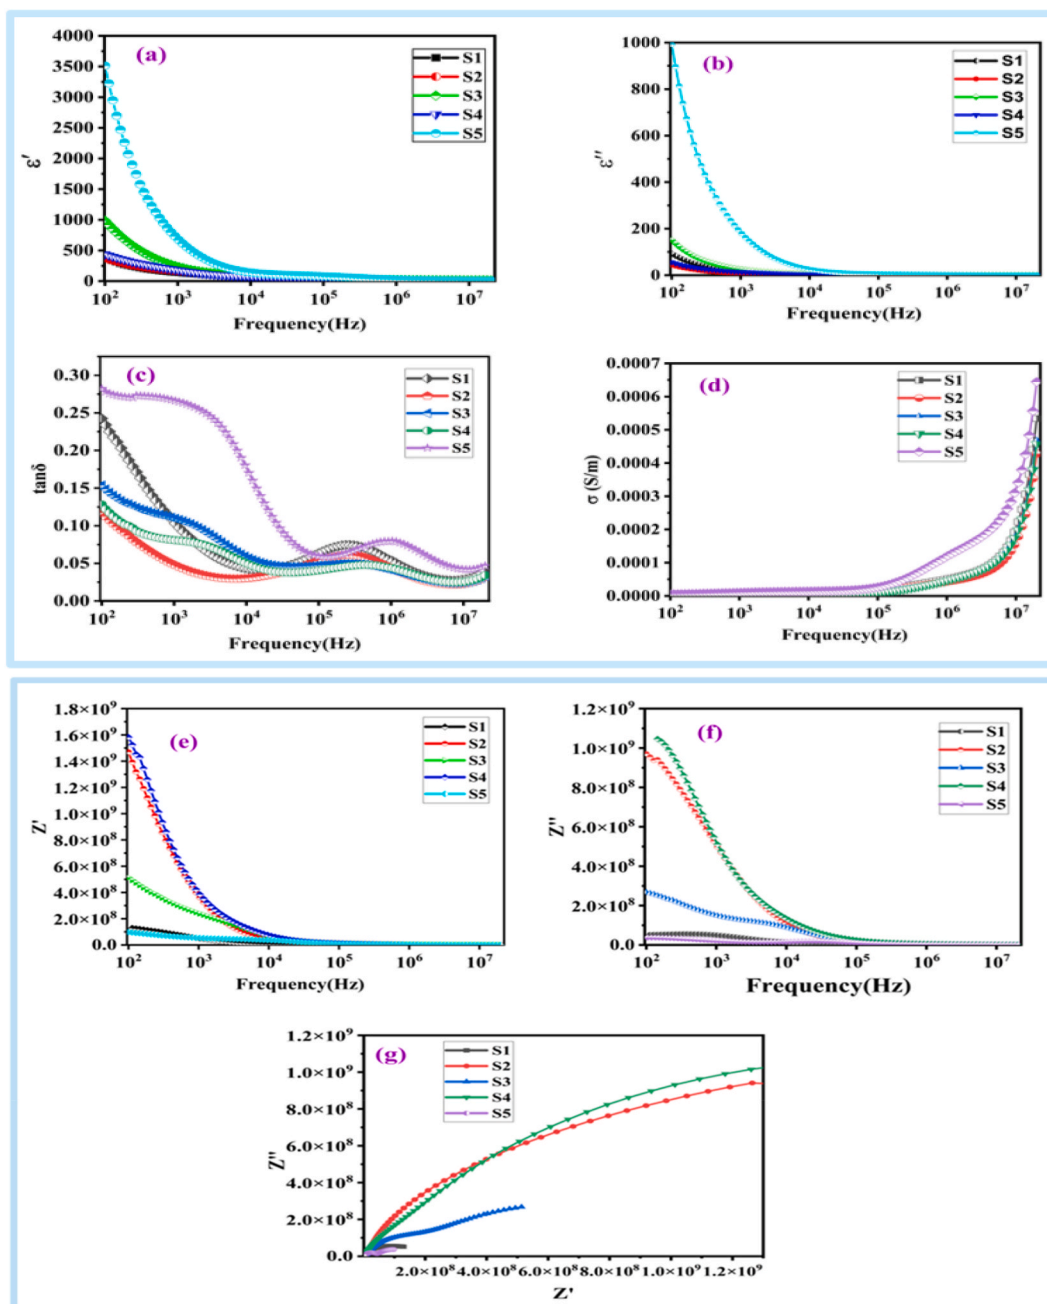 (a)
4000
3500
3000
2500
2000
1500
1000
500
0
ε′
S1
S2
S3
S4
S5
10² 10³ 10⁴ 10⁵ 10⁶ 10⁷
Frequency(Hz)
(b)
1000
800
600
400
200
0
ε″
S1
S2
S3
S4
S5
10² 10³ 10⁴ 10⁵ 10⁶ 10⁷
Frequency(Hz)
(c)
0.30
0.25
0.20
0.15
0.10
0.05
0.00
tanδ
S1
S2
S3
S4
S5
10² 10³ 10⁴ 10⁵ 10⁶ 10⁷
Frequency(Hz)
(d)
0.0007
0.0006
0.0005
0.0004
0.0003
0.0002
0.0001
0.0000
σ (S/m)
S1
S2
S3
S4
S5
10² 10³ 10⁴ 10⁵ 10⁶ 10⁷
Frequency(Hz)
(e)
1.8×10⁹
1.6×10⁹
1.4×10⁹
1.2×10⁹
1.0×10⁹
8.0×10⁸
6.0×10⁸
4.0×10⁸
2.0×10⁸
0.0
Z'
S1
S2
S3
S4
S5
10² 10³ 10⁴ 10⁵ 10⁶ 10⁷
Frequency(Hz)
(f)
1.2×10⁹
1.0×10⁹
8.0×10⁸
6.0×10⁸
4.0×10⁸
2.0×10⁸
0.0
Z''
S1
S2
S3
S4
S5
10² 10³ 10⁴ 10⁵ 10⁶ 10⁷
Frequency(Hz)
(g)
1.2×10⁹
1.0×10⁹
8.0×10⁸
6.0×10⁸
4.0×10⁸
2.0×10⁸
0.0
Z''
S1
S2
S3
S4
S5
2.0×10⁸ 4.0×10⁸ 6.0×10⁸ 8.0×10⁸ 1.0×10⁹ 1.2×10⁹
Z'